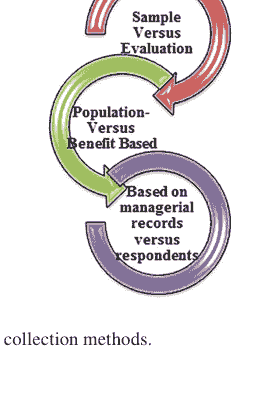 Sample
Versus
Evaluation
Population-
Versus
Benefit Based
Based on
managerial
records
versus
respondents
collection methods.